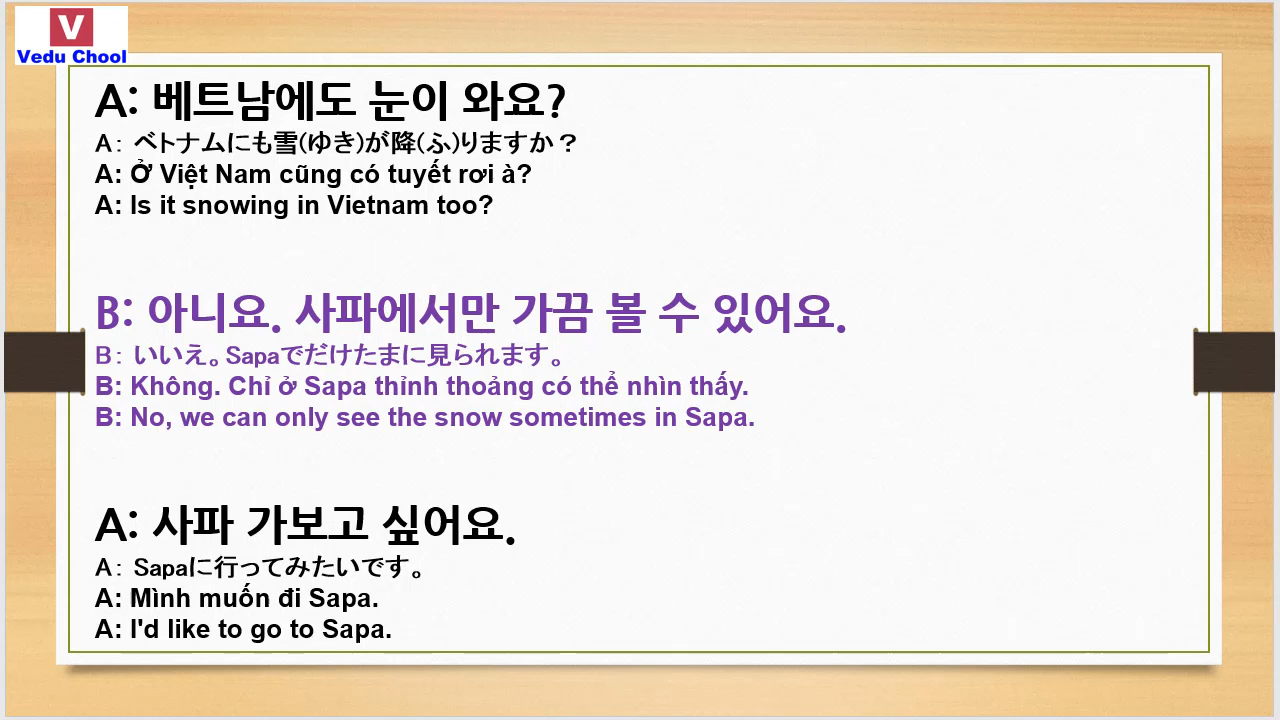 V
Vedu Chool
A: 베트남에도 눈이 와요?
A： ベトナムにも雪(ゆき)が降(ふ)りますか？
A: Ở Việt Nam cũng có tuyết rơi à?
A: Is it snowing in Vietnam too?
B: 아니요. 사파에서만 가끔 볼 수 있어요.
B： いいえ。Sapaでだけたまに見られます。
B: Không. Chỉ ở Sapa thỉnh thoảng có thể nhìn thấy.
B: No, we can only see the snow sometimes in Sapa.
A: 사파 가보고 싶어요.
A： Sapaに行ってみたいです。
A: Mình muốn đi Sapa.
A: I'd like to go to Sapa.